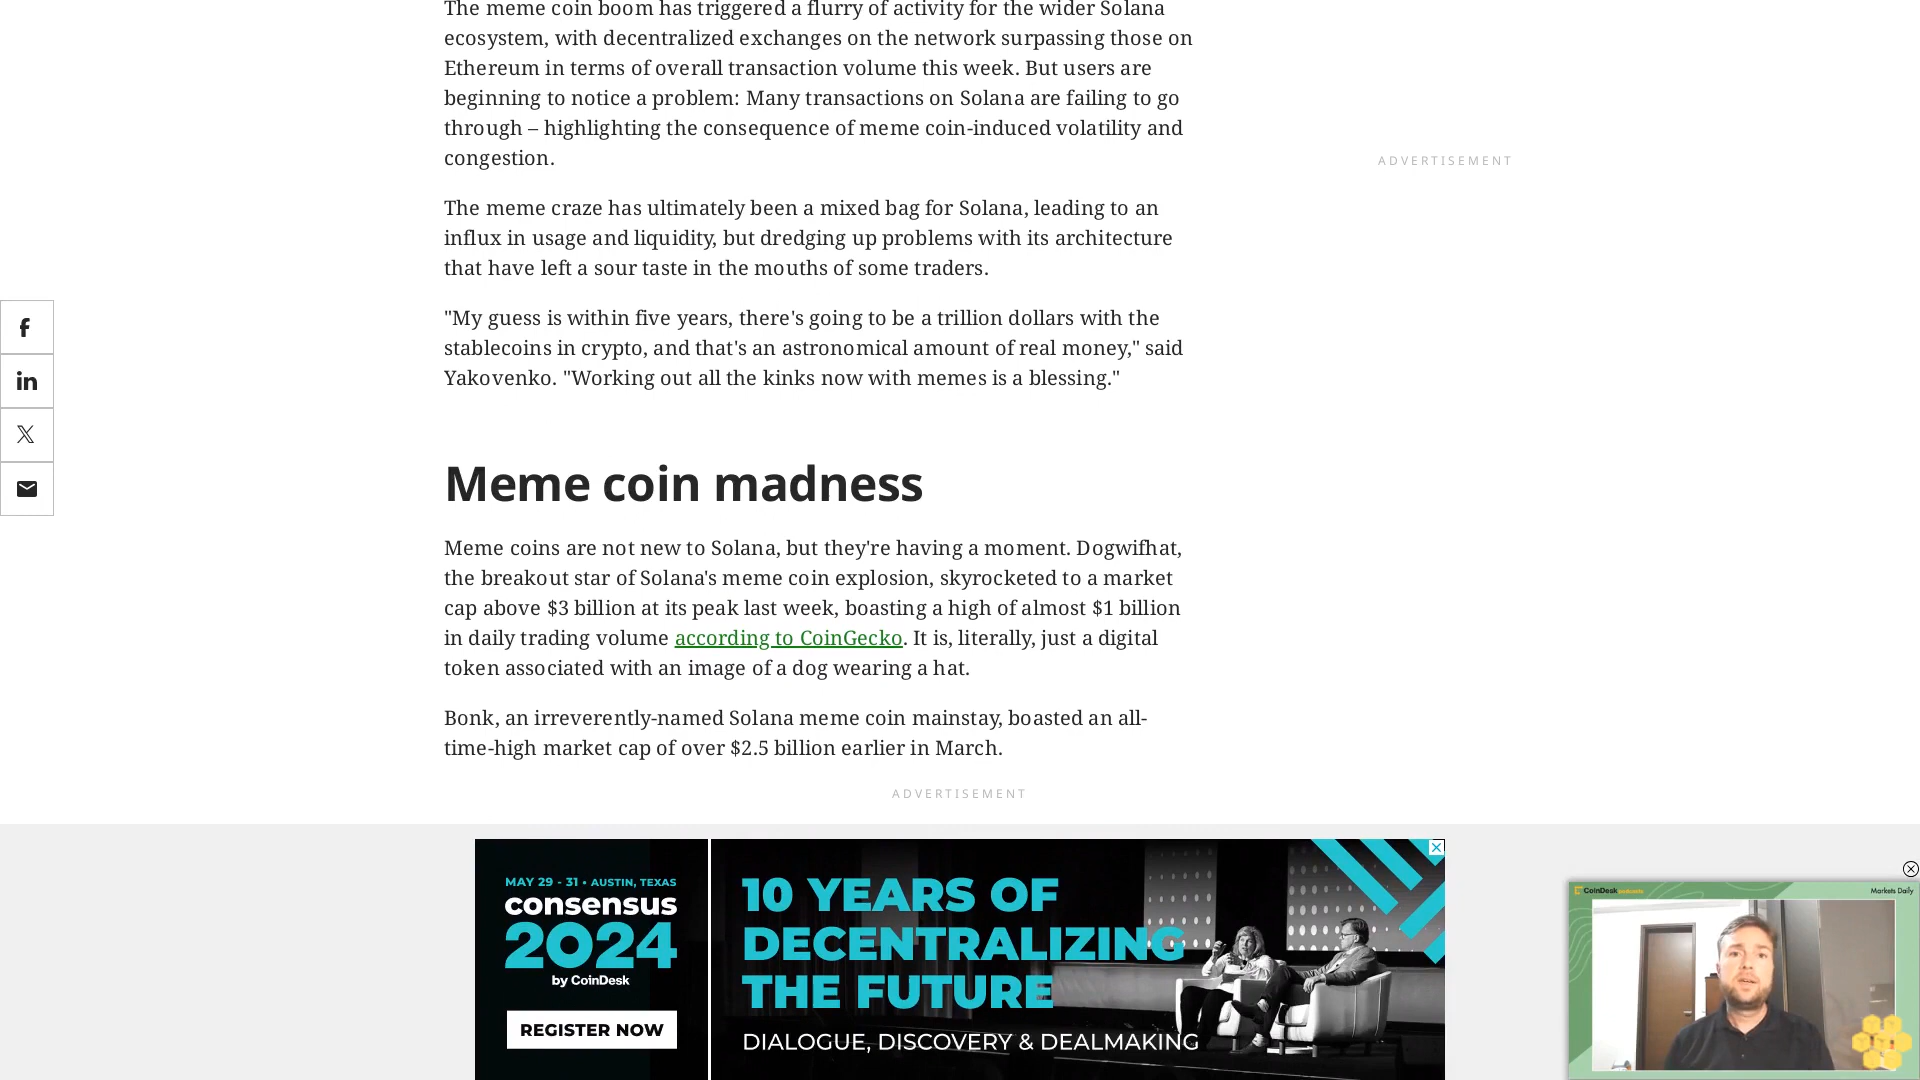 The meme coin boom has triggered a flurry of activity for the wider Solana
ecosystem, with decentralized exchanges on the network surpassing those on
Ethereum in terms of overall transaction volume this week. But users are
beginning to notice a problem: Many transactions on Solana are failing to go
through – highlighting the consequence of meme coin-induced volatility and
congestion.
ADVERTISEMENT
The meme craze has ultimately been a mixed bag for Solana, leading to an
influx in usage and liquidity, but dredging up problems with its architecture
that have left a sour taste in the mouths of some traders.
"My guess is within five years, there's going to be a trillion dollars with the
stablecoins in crypto, and that's an astronomical amount of real money," said
Yakovenko. "Working out all the kinks now with memes is a blessing."
Meme coin madness
Meme coins are not new to Solana, but they're having a moment. Dogwifhat,
the breakout star of Solana's meme coin explosion, skyrocketed to a market
cap above $3 billion at its peak last week, boasting a high of almost $1 billion
in daily trading volume according to CoinGecko. It is, literally, just a digital
token associated with an image of a dog wearing a hat.
Bonk, an irreverently-named Solana meme coin mainstay, boasted an all-
time-high market cap of over $2.5 billion earlier in March.
ADVERTISEMENT
MAY 29 - 31 • AUSTIN, TEXAS
consensus
2024
by CoinDesk
REGISTER NOW
10 YEARS OF
DECENTRALIZING
THE FUTURE
DIALOGUE, DISCOVERY & DEALMAKING
CoinDesk podcasts
Markets Daily